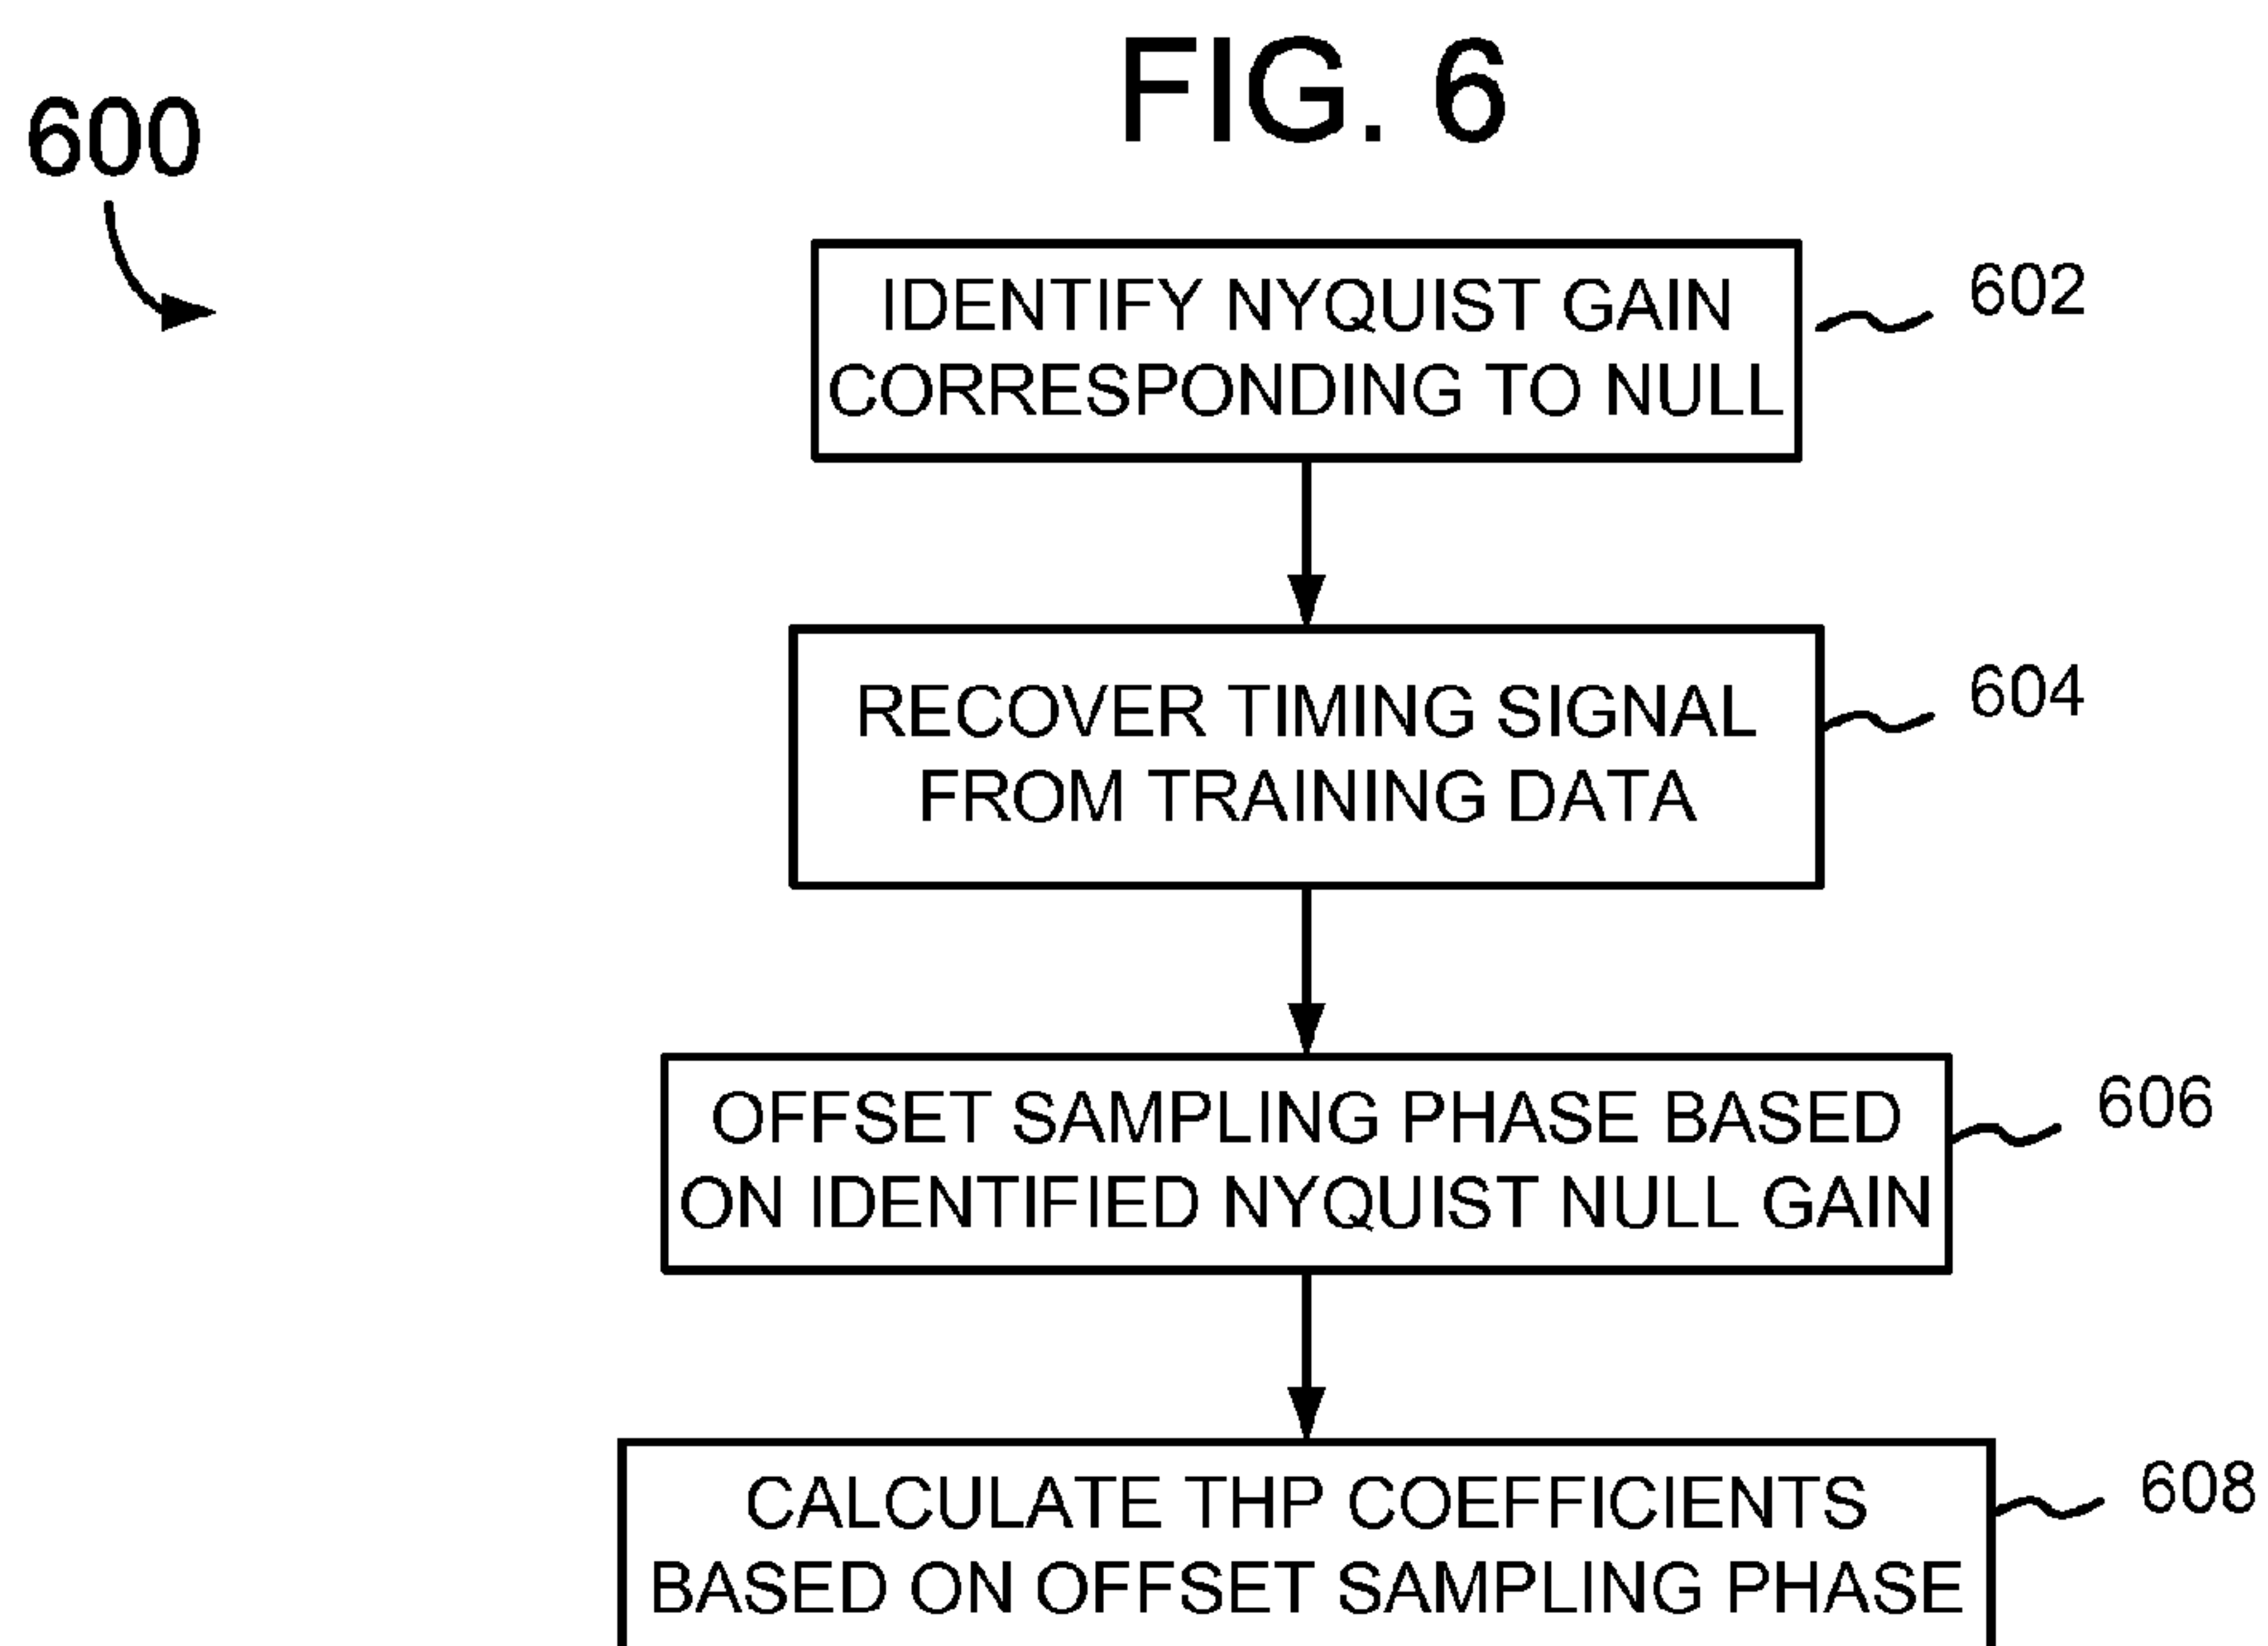 FIG. 6
600
IDENTIFY NYQUIST GAIN
CORRESPONDING TO NULL
602
RECOVER TIMING SIGNAL
FROM TRAINING DATA
604
OFFSET SAMPLING PHASE BASED
ON IDENTIFIED NYQUIST NULL GAIN
606
CALCULATE THP COEFFICIENTS
BASED ON OFFSET SAMPLING PHASE
608